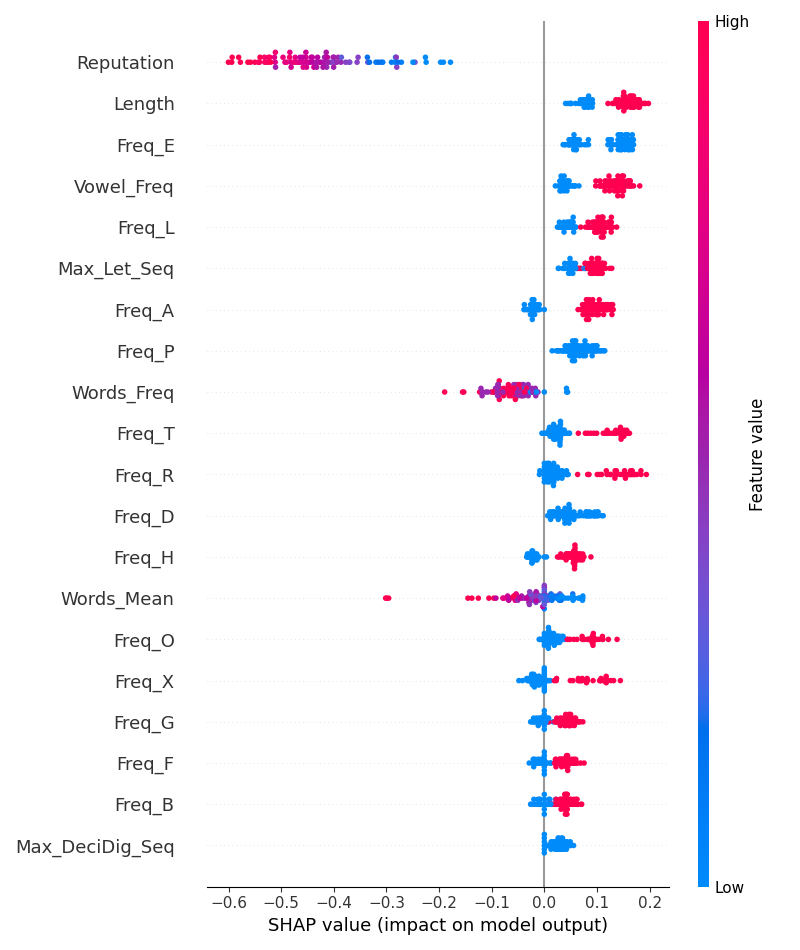 High
Reputation
Length
Freq_E
Vowel_Freq
Freq_L
Max_Let_Seq
Freq_A
Freq_P
Words_Freq
Freq_T
Freq_R
Freq_D
Freq_H
Words_Mean
Freq_O
Freq_X
Freq_G
Freq_F
Freq_B
Max_DeciDig_Seq
Feature value
Low
−0.6 −0.5 −0.4 −0.3 −0.2 −0.1 0.0 0.1 0.2
SHAP value (impact on model output)